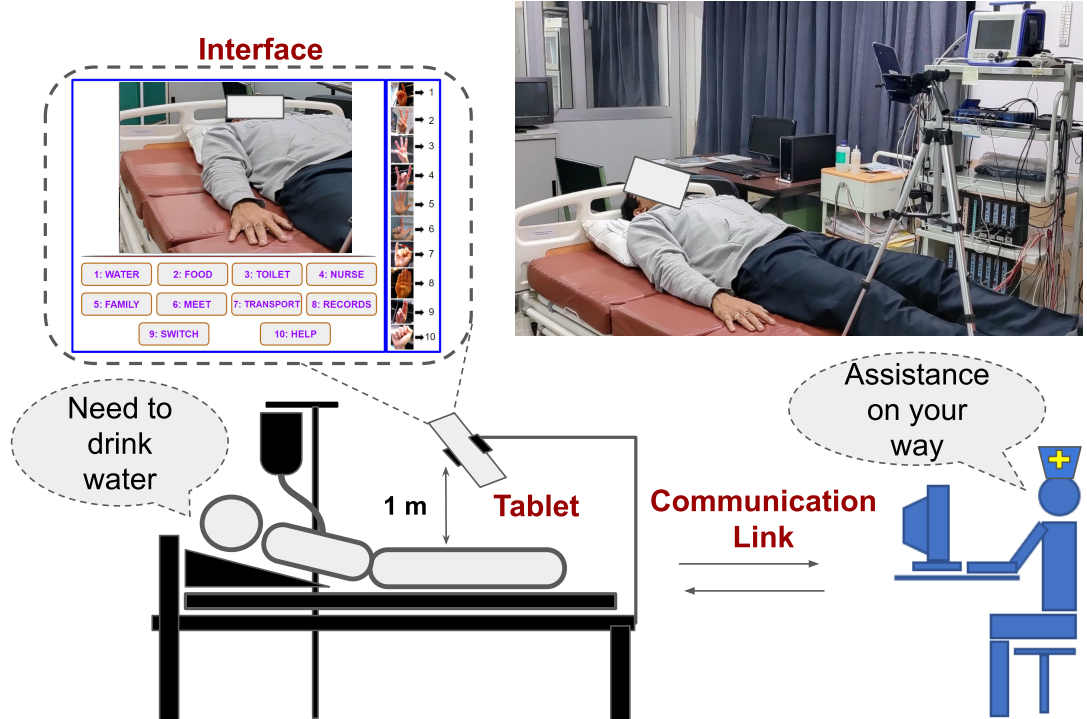 Interface
1
2
3
4
5
6
7
8
9
10
1: WATER
2: FOOD
3: TOILET
4: NURSE
5: FAMILY
6: MEET
7: TRANSPORT
8: RECORDS
9: SWITCH
10: HELP
Need to
drink
water
1 m
Tablet
Communication
Link
Assistance
on your
way